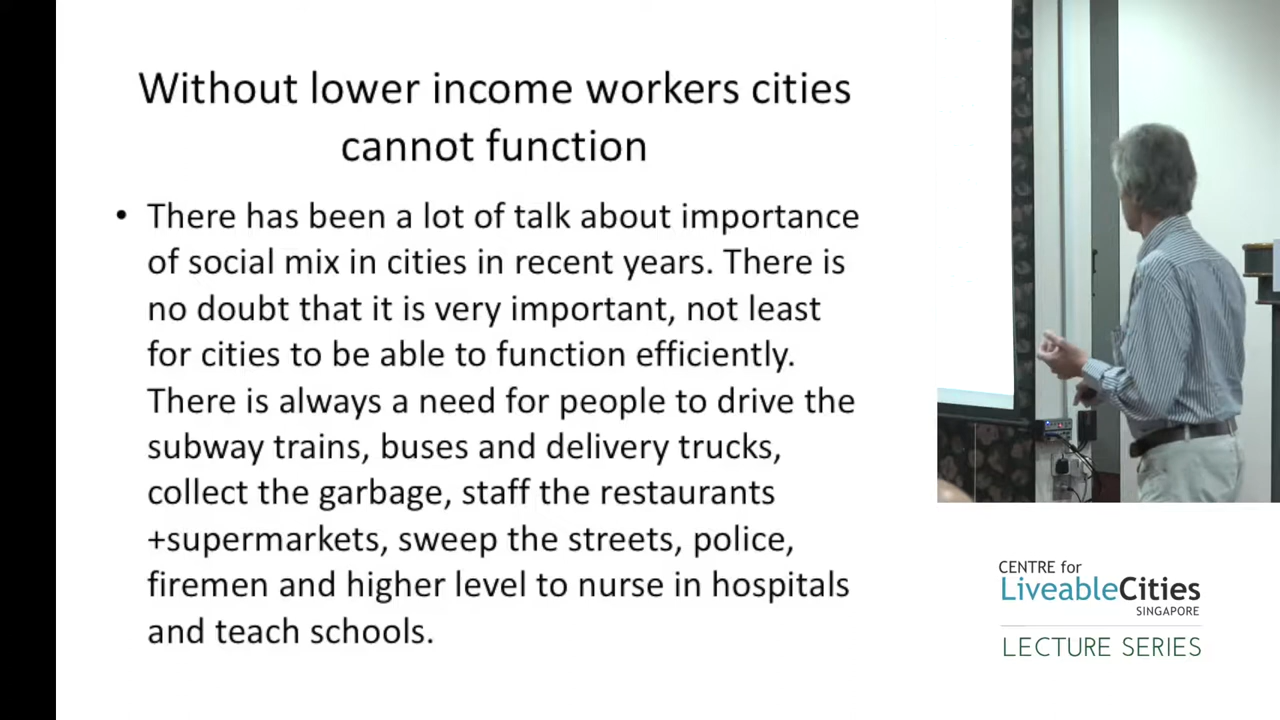 Without lower income workers cities
cannot function
• There has been a lot of talk about importance
of social mix in cities in recent years. There is
no doubt that it is very important, not least
for cities to be able to function efficiently.
There is always a need for people to drive the
subway trains, buses and delivery trucks,
collect the garbage, staff the restaurants
+supermarkets, sweep the streets, police,
firemen and higher level to nurse in hospitals
and teach schools.
CENTRE for
LiveableCities
SINGAPORE
LECTURE SERIES